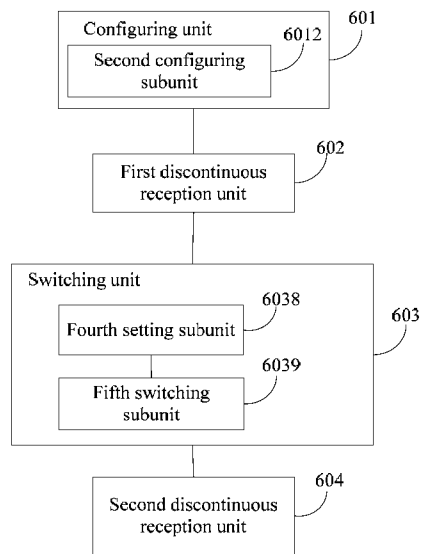 Configuring unit
6012
Second configuring
subunit
601
602
First discontinuous
reception unit
Switching unit
6038
Fourth setting subunit
603
6039
Fifth switching
subunit
604
Second discontinuous
reception unit